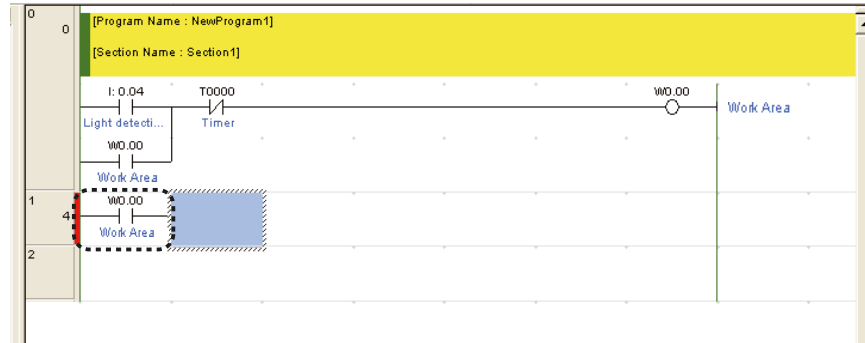 0
0
[Program Name : NewProgram1]
[Section Name : Section1]
I: 0.04 T0000 W0.00
Light detecti... Timer Work Area
W0.00
Work Area
1
4
W0.00
Work Area
2